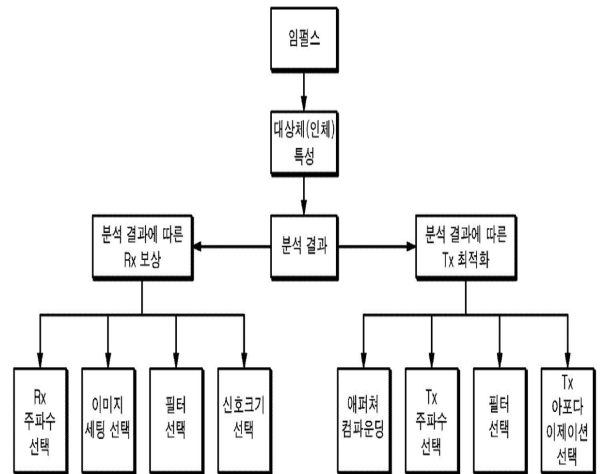 임펄스
대상체(인체)
특성
분석 결과에 따른
Rx 보상
분석 결과
분석 결과에 따른
Tx 최적화
Rx
주파수
선택
이미지
세팅 선택
필터
선택
신호크기
선택
애퍼쳐
컴파운딩
Tx
주파수
선택
필터
선택
Tx
아포다
이제이션
선택